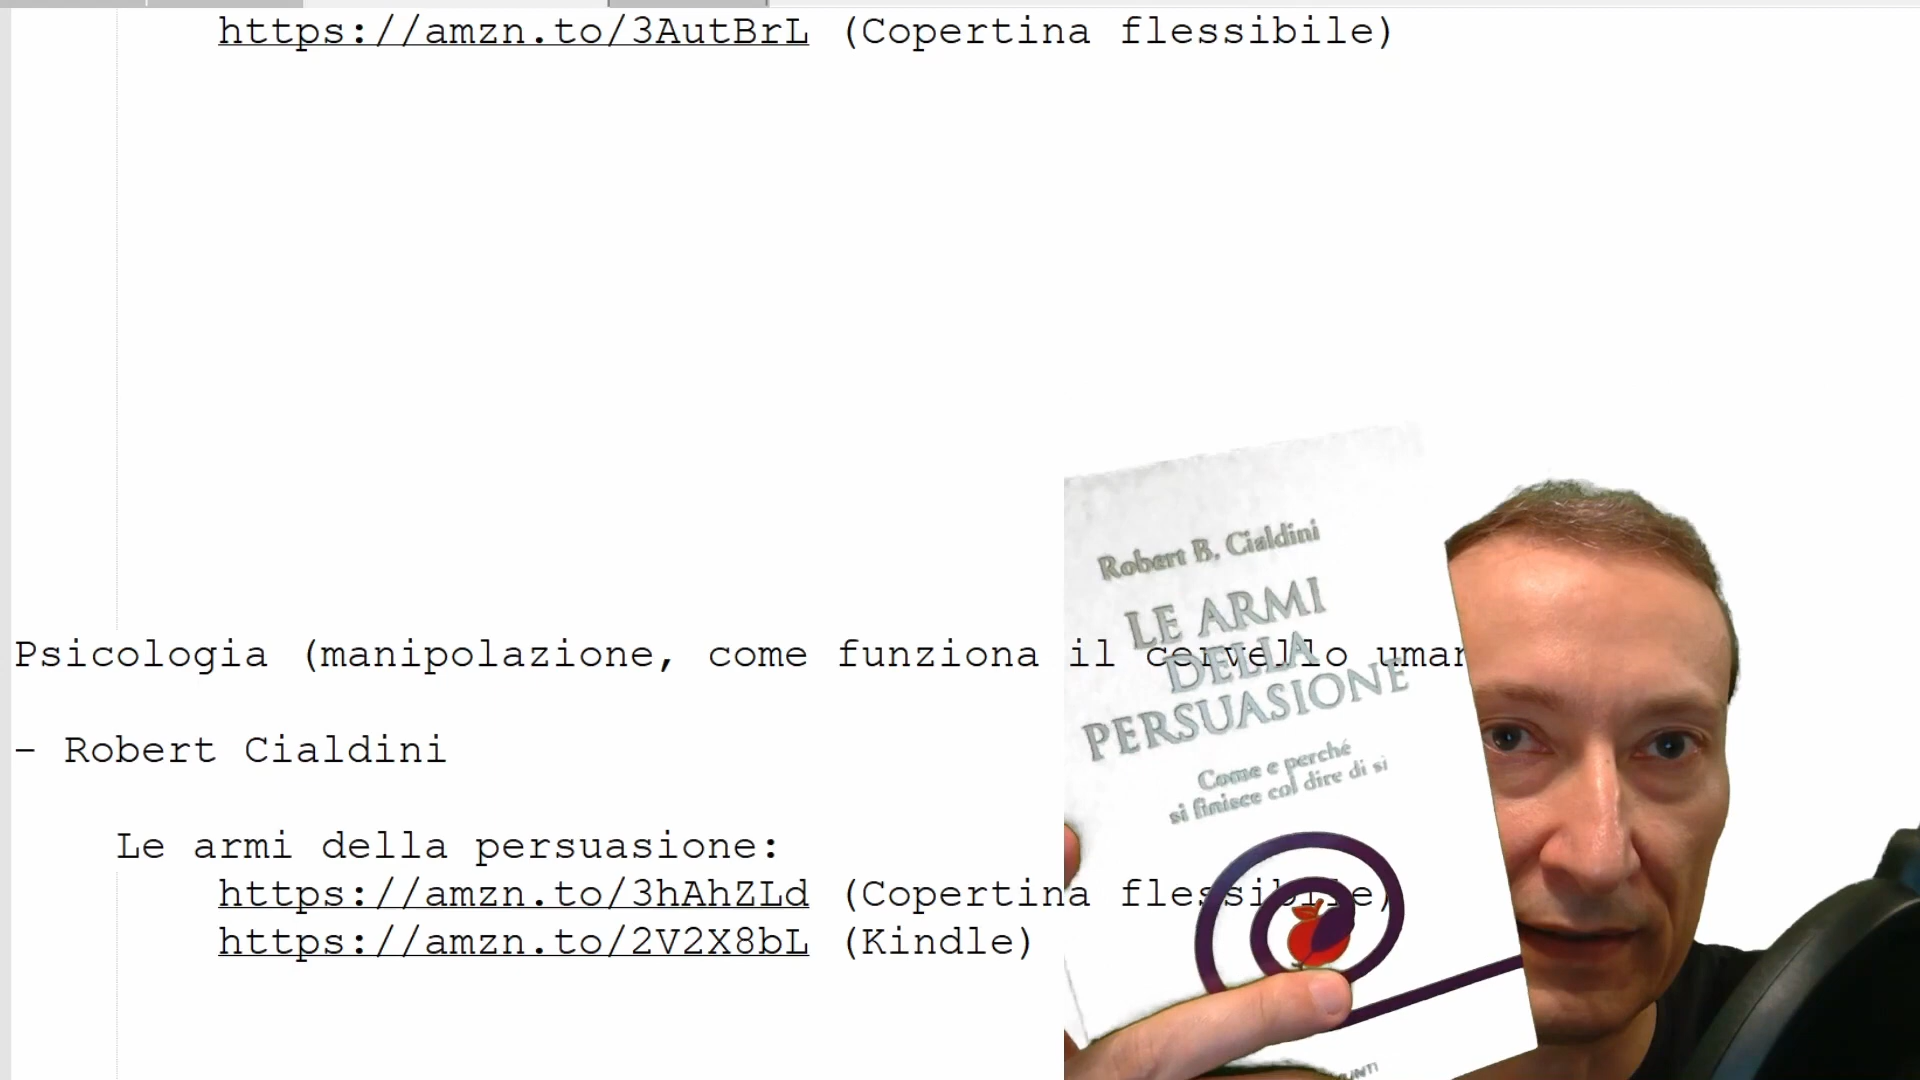 https://amzn.to/3AutBrL (Copertina flessibile)
Robert B. Cialdini
LE ARMI
DELLA
PERSUASIONE
Come e perché
si finisce col dire di sì
Psicologia (manipolazione, come funziona il cervello
- Robert Cialdini
Le armi della persuasione:
https://amzn.to/3hAhZLd (Copertina flessibile)
https://amzn.to/2V2X8bL (Kindle)